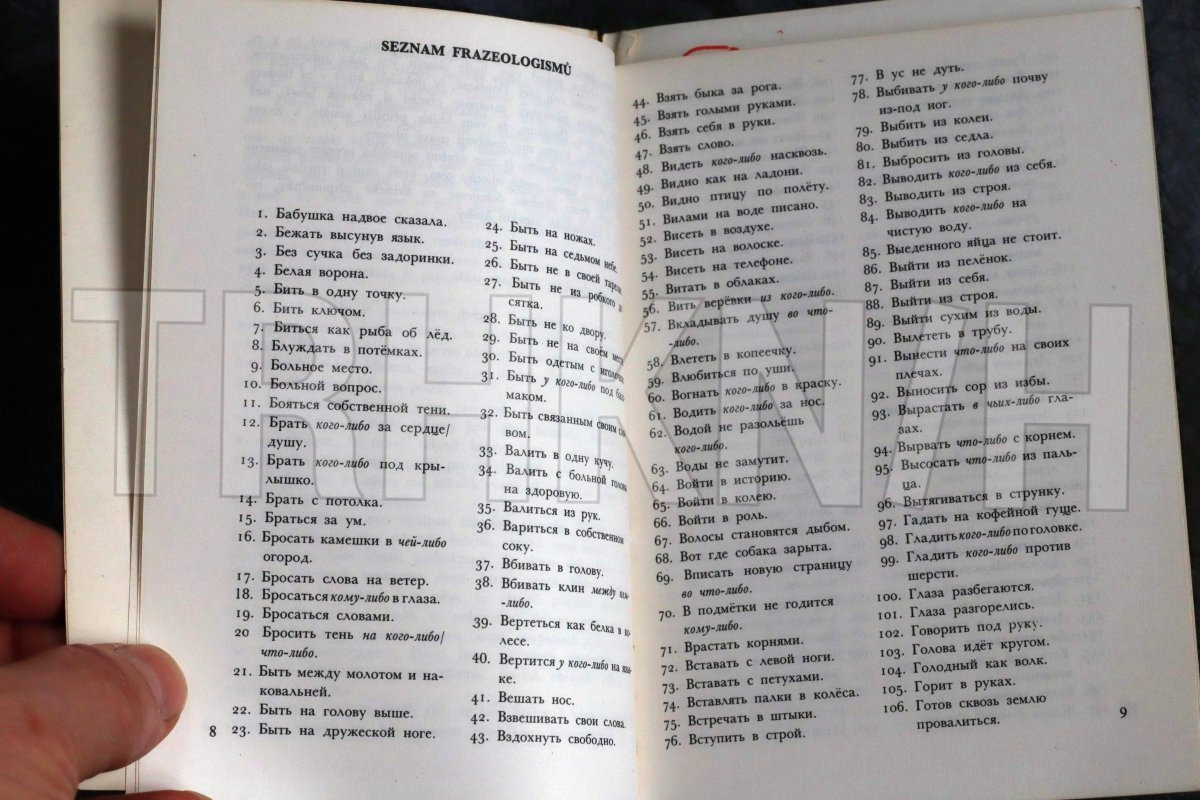 SEZNAM FRAZEOLOGISMŮ
1. Бабушка надвое сказала.
2. Бежать высунув язык.
3. Без сучка без задоринки.
4. Белая ворона.
5. Бить в одну точку.
6. Бить ключом.
7. Биться как рыба об лёд.
8. Блуждать в потёмках.
9. Больное место.
10. Больной вопрос.
11. Бояться собственной тени.
12. Брать кого-либо за сердце/
душу.
13. Брать кого-либо под кры-
лышко.
14. Брать с потолка.
15. Браться за ум.
16. Бросать камешки в чей-либо
огород.
17. Бросать слова на ветер.
18. Бросаться кому-либо в глаза.
19. Бросаться словами.
20 Бросить тень на кого-либо/
что-либо.
21. Быть между молотом и на-
ковальней.
22. Быть на голову выше.
23. Быть на дружеской ноге.
8
24. Быть на ножах.
25. Быть на седьмом небе.
26. Быть не в своей таре
27. Быть не из робкого
сятка.
28. Быть не ко двору.
29. Быть не на своём месте
30. Быть одетым с иголочки
31. Быть у кого-либо под баш
маком.
32. Быть связанным своим сло
вом.
33. Валить в одну кучу.
34. Валить с больной головы
на здоровую.
35. Валиться из рук.
36. Вариться в собственном
соку.
37. Вбивать в голову.
38. Вбивать клин между
-либо.
39. Вертеться как белка в ко
лесе.
40. Вертится у кого-либо на язы
ке.
41. Вешать нос.
42. Взвешивать свои слова.
43. Вздохнуть свободно.
44. Взять быка за рога.
45. Взять голыми руками.
46. Взять себя в руки.
47. Взять слово.
48. Видеть кого-либо насквозь.
49. Видно как на ладони.
50. Видно птицу по полёту.
51. Вилами на воде писано.
52. Висеть в воздухе.
53. Висеть на волоске.
54. Висеть на телефоне.
55. Витать в облаках.
56. Вить верёвки из кого-либо.
57. Вкладывать душу во что-
-либо.
58. Влететь в копеечку.
59. Влюбиться по уши.
60. Вогнать кого-либо в краску.
61. Водить кого-либо за нос.
62. Водой не разольёшь
кого-либо.
63. Воды не замутит.
64. Войти в историю.
65. Войти в колею.
66. Войти в роль.
67. Волосы становятся дыбом.
68. Вот где собака зарыта.
69. Вписать новую страницу
во что-либо.
70. В подмётки не годится
кому-либо.
71. Врастать корнями.
72. Вставать с левой ноги.
73. Вставать с петухами.
74. Вставлять палки в колёса.
75. Встречать в штыки.
76. Вступить в строй.
77. В ус не дуть.
78. Выбивать у кого-либо почву
из-под ног.
79. Выбить из колеи.
80. Выбить из седла.
81. Выбросить из головы.
82. Выводить кого-либо из себя.
83. Выводить из строя.
84. Выводить кого-либо на
чистую воду.
85. Выеденного яйца не стоит.
86. Выйти из пелёнок.
87. Выйти из себя.
88. Выйти из строя.
89. Выйти сухим из воды.
90. Вылететь в трубу.
91. Вынести что-либо на своих
плечах.
92. Выносить сор из избы.
93. Вырастать в чьих-либо гла-
зах.
94. Вырвать что-либо с корнем.
95. Высосать что-либо из паль-
ца.
96. Вытягиваться в струнку.
97. Гадать на кофейной гуще.
98. Гладить кого-либо по головке.
99. Гладить кого-либо против
шерсти.
100. Глаза разбегаются.
101. Глаза разгорелись.
102. Говорить под руку.
103. Голова идёт кругом.
104. Голодный как волк.
105. Горит в руках.
106. Готов сквозь землю
провалиться.
9
TRHKNIH